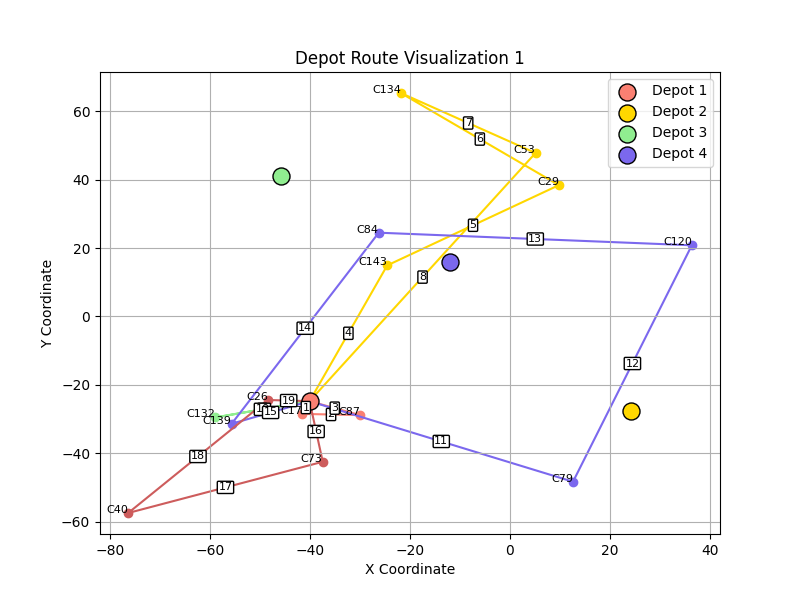 Depot Route Visualization 1
Depot 1
Depot 2
Depot 3
Depot 4
Y Coordinate
60
40
20
0
−20
−40
−60
C134
7
6
C53
C29
5
C84
13
C120
C143
8
14
4
12
C26
19
C132
15
1
3
C87
C139
16
11
C73
18
C79
17
C40
−80
−60
−40
−20
0
20
40
X Coordinate